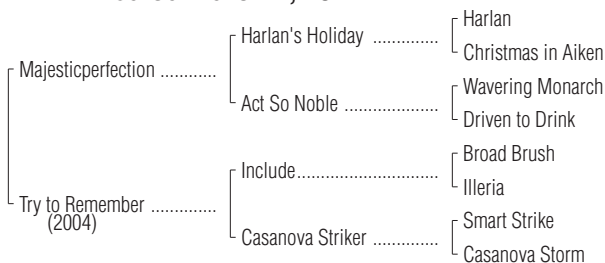 Harlan
Harlan's Holiday ..............
Christmas in Aiken
Majesticperfection ............
Wavering Monarch
Act So Noble .....................
Driven to Drink
Broad Brush
Include................................
Illeria
Try to Remember ..............
(2004)
Smart Strike
Casanova Striker ..............
Casanova Storm